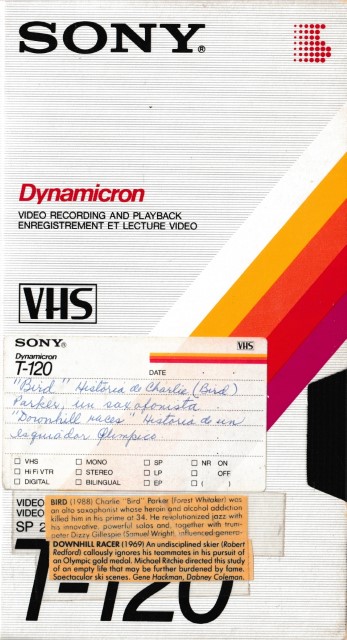 SONY®
Dynamicron
VIDEO RECORDING AND PLAYBACK
ENREGISTREMENT ET LECTURE VIDEO
VHS
SONY® VHS
Dynamicron
T-120
DATE . .
"Bird" Historia de Charlie (Bird)
Parker, un saxofonista.
"Downhill races" Historia de un
esquiador Olimpico
□ VHS □ MONO □ SP □ NR ON
□ Hi Fi VTR □ STEREO □ LP □ OFF
□ DIGITAL □ BILINGUAL □ EP □ ( )
VIDEO
VIDEO
SP 2
BIRD (1988) Charlie "Bird" Parker (Forest Whitaker) was
an alto saxophonist whose heroin and alcohol addiction
killed him in his prime at 34. He revolutionized jazz with
his innovative, powerful solos and, together with trum-
peter Dizzy Gillespie (Samuel Wright), influenced genera-
DOWNHILL RACER (1969) An undisciplined skier (Robert
Redford) callously ignores his teammates in his pursuit of
an Olympic gold medal. Michael Ritchie directed this study
of an empty life that may be further burdened by fame.
Spectacular ski scenes. Gene Hackman, Dabney Coleman.
T-120